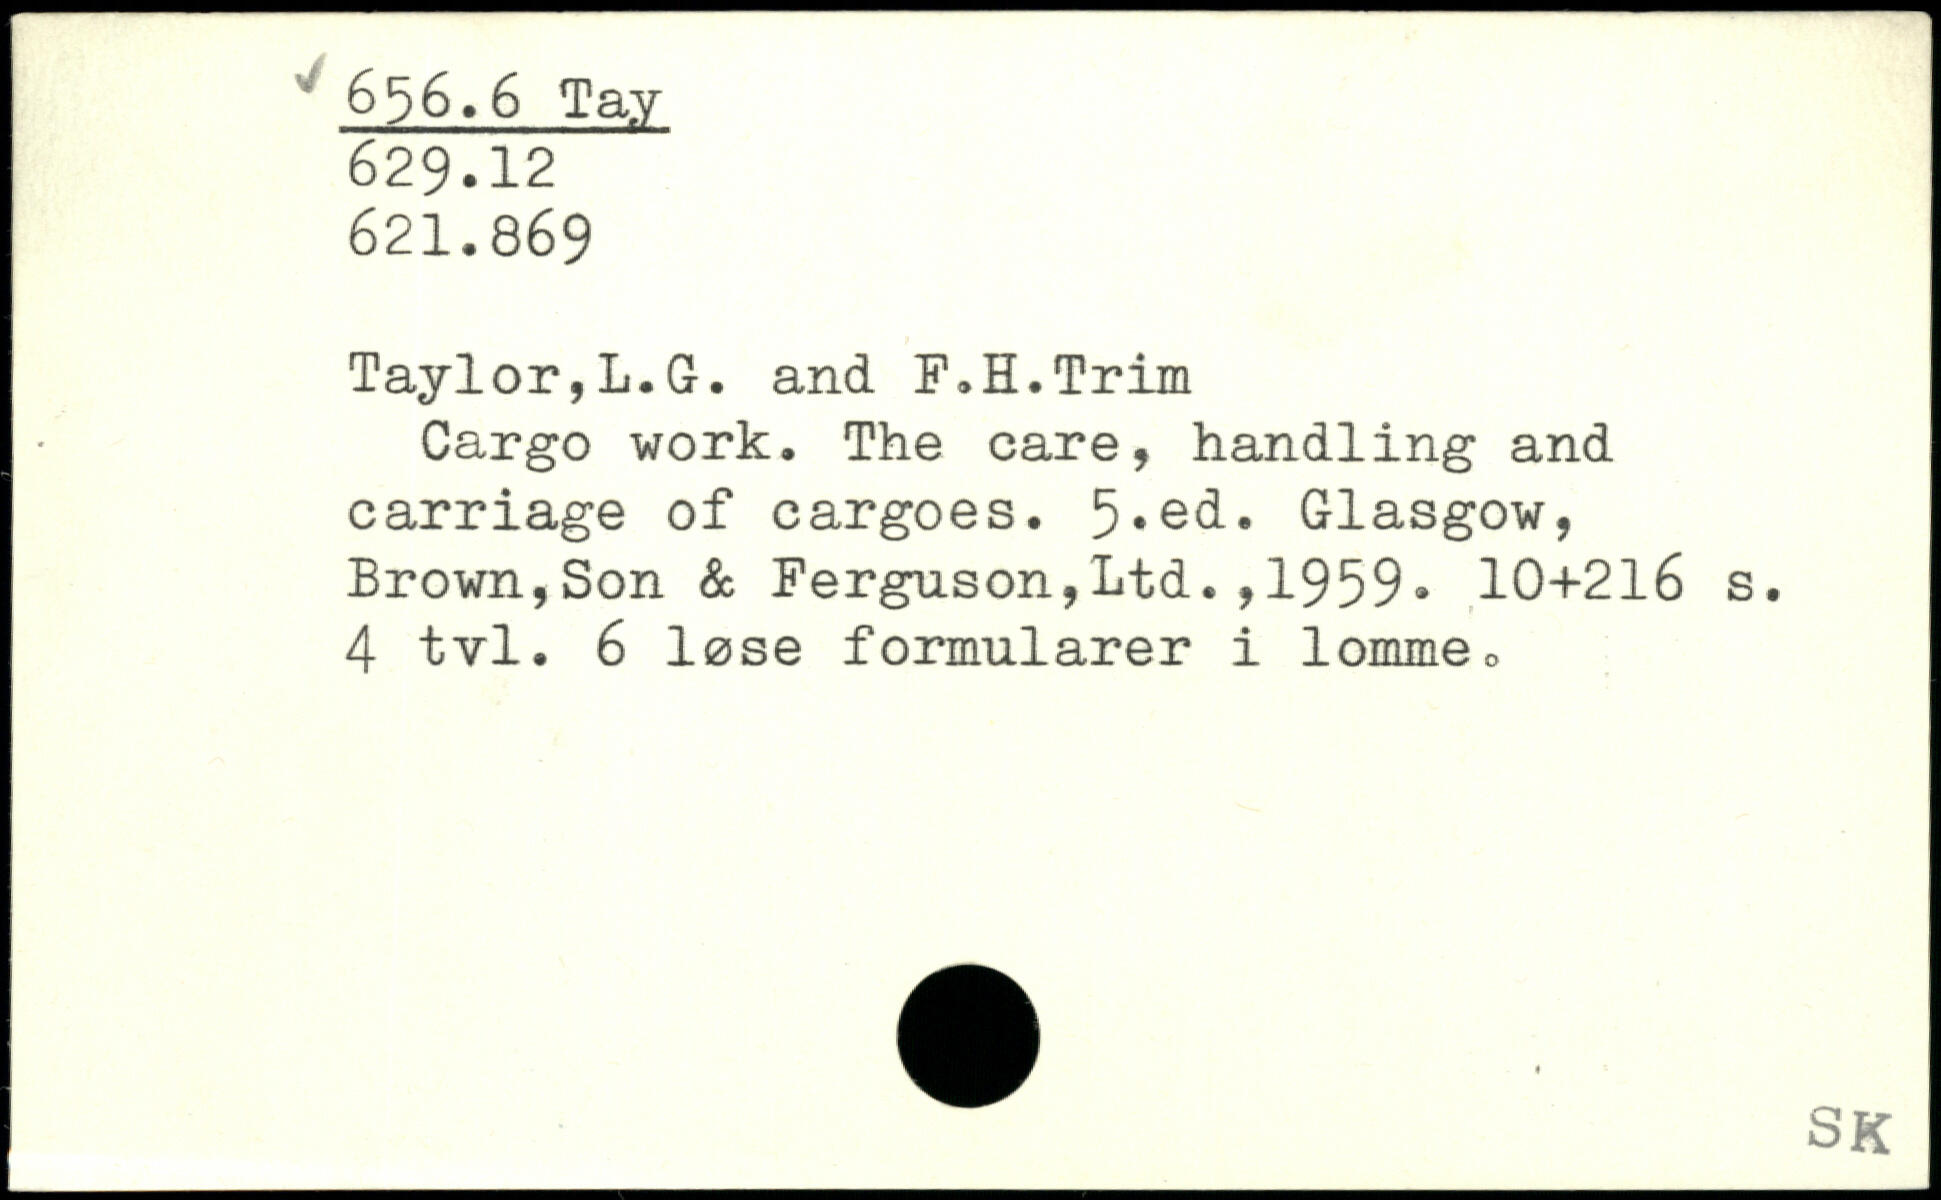 656.6 Tay
629.12
621.869
Taylor,L.G. and F.H.Trim
Cargo work. The care, handling and
carriage of cargoes. 5.ed. Glasgow,
Brown,Son & Ferguson,Ltd.,1959. 10+216 s.
4 tvl. 6 løse formularer i lomme.
SK